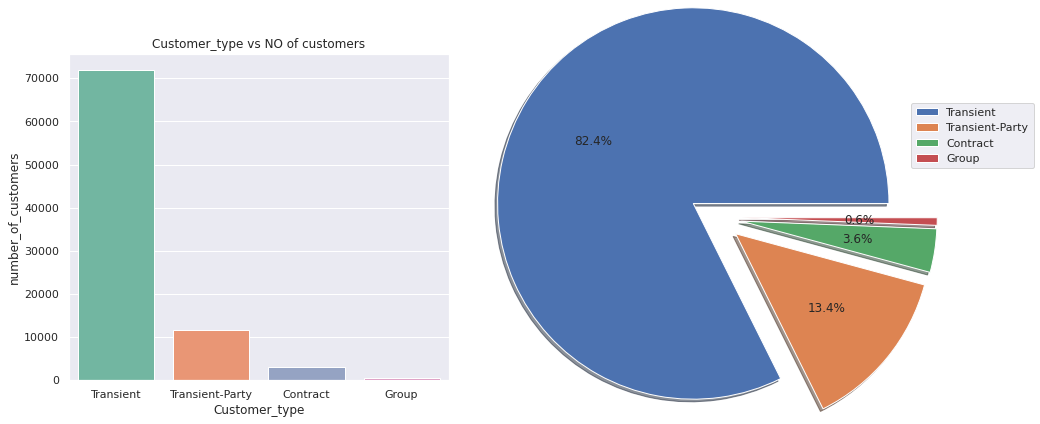 Customer_type vs NO of customers
number_of_customers
70000
60000
50000
40000
30000
20000
10000
0
Transient
Transient-Party
Contract
Group
Customer_type
82.4%
13.4%
3.6%
0.6%
Transient
Transient-Party
Contract
Group